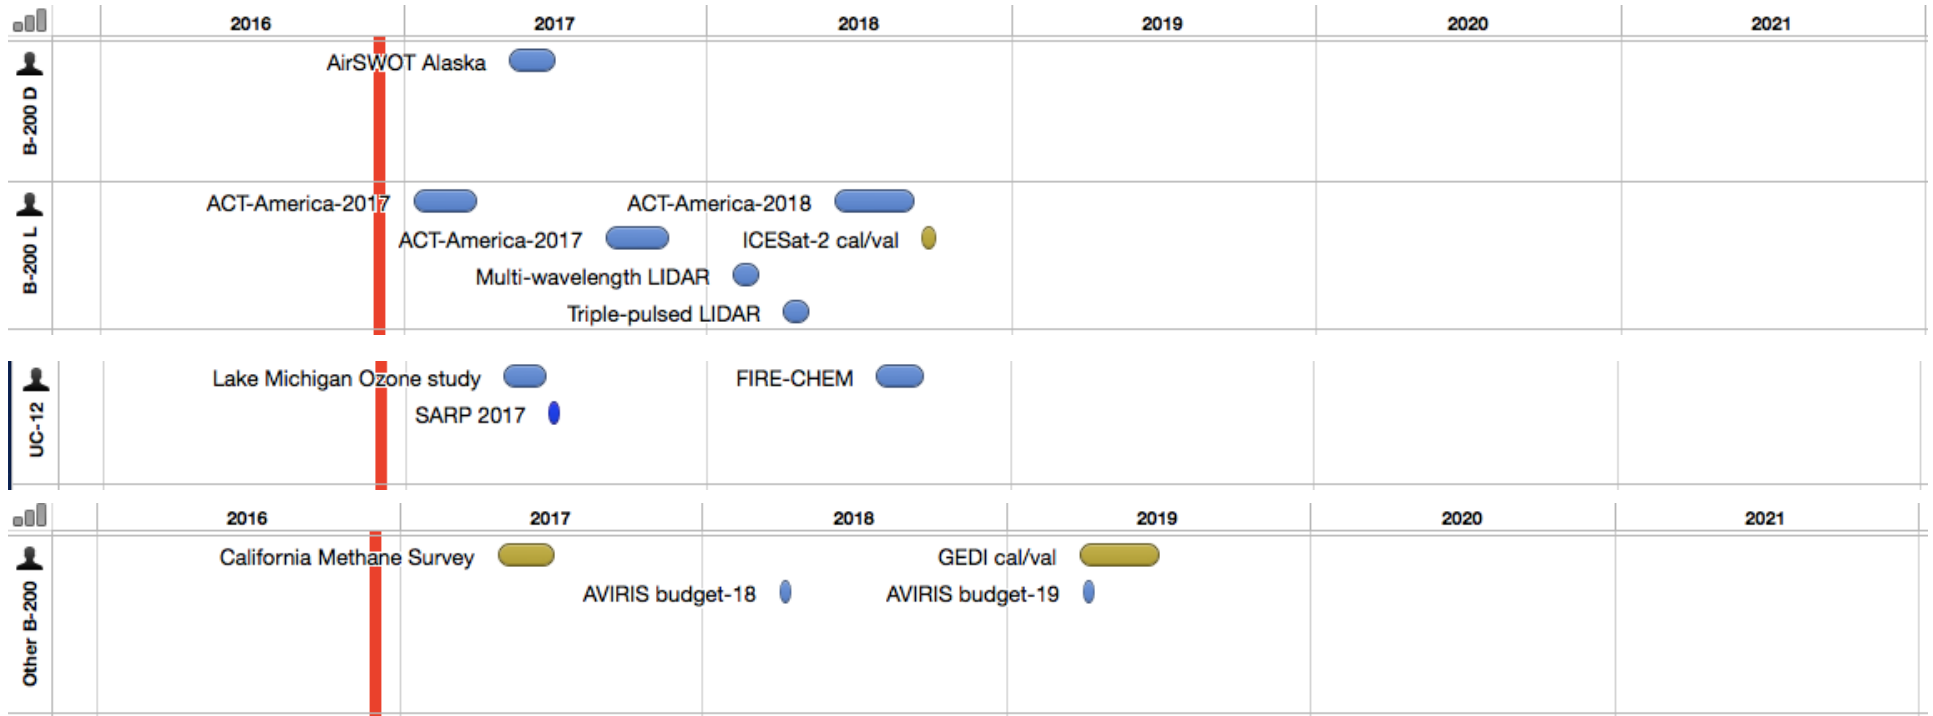 2016 2017 2018 2019 2020 2021
B-200 D
AirSWOT Alaska
B-200 L
ACT-America-2017 ACT-America-2018
ACT-America-2017 ICESat-2 cal/val
Multi-wavelength LIDAR
Triple-pulsed LIDAR
UC-12
Lake Michigan Ozone study FIRE-CHEM
SARP 2017
2016 2017 2018 2019 2020 2021
Other B-200
California Methane Survey GEDI cal/val
AVIRIS budget-18 AVIRIS budget-19